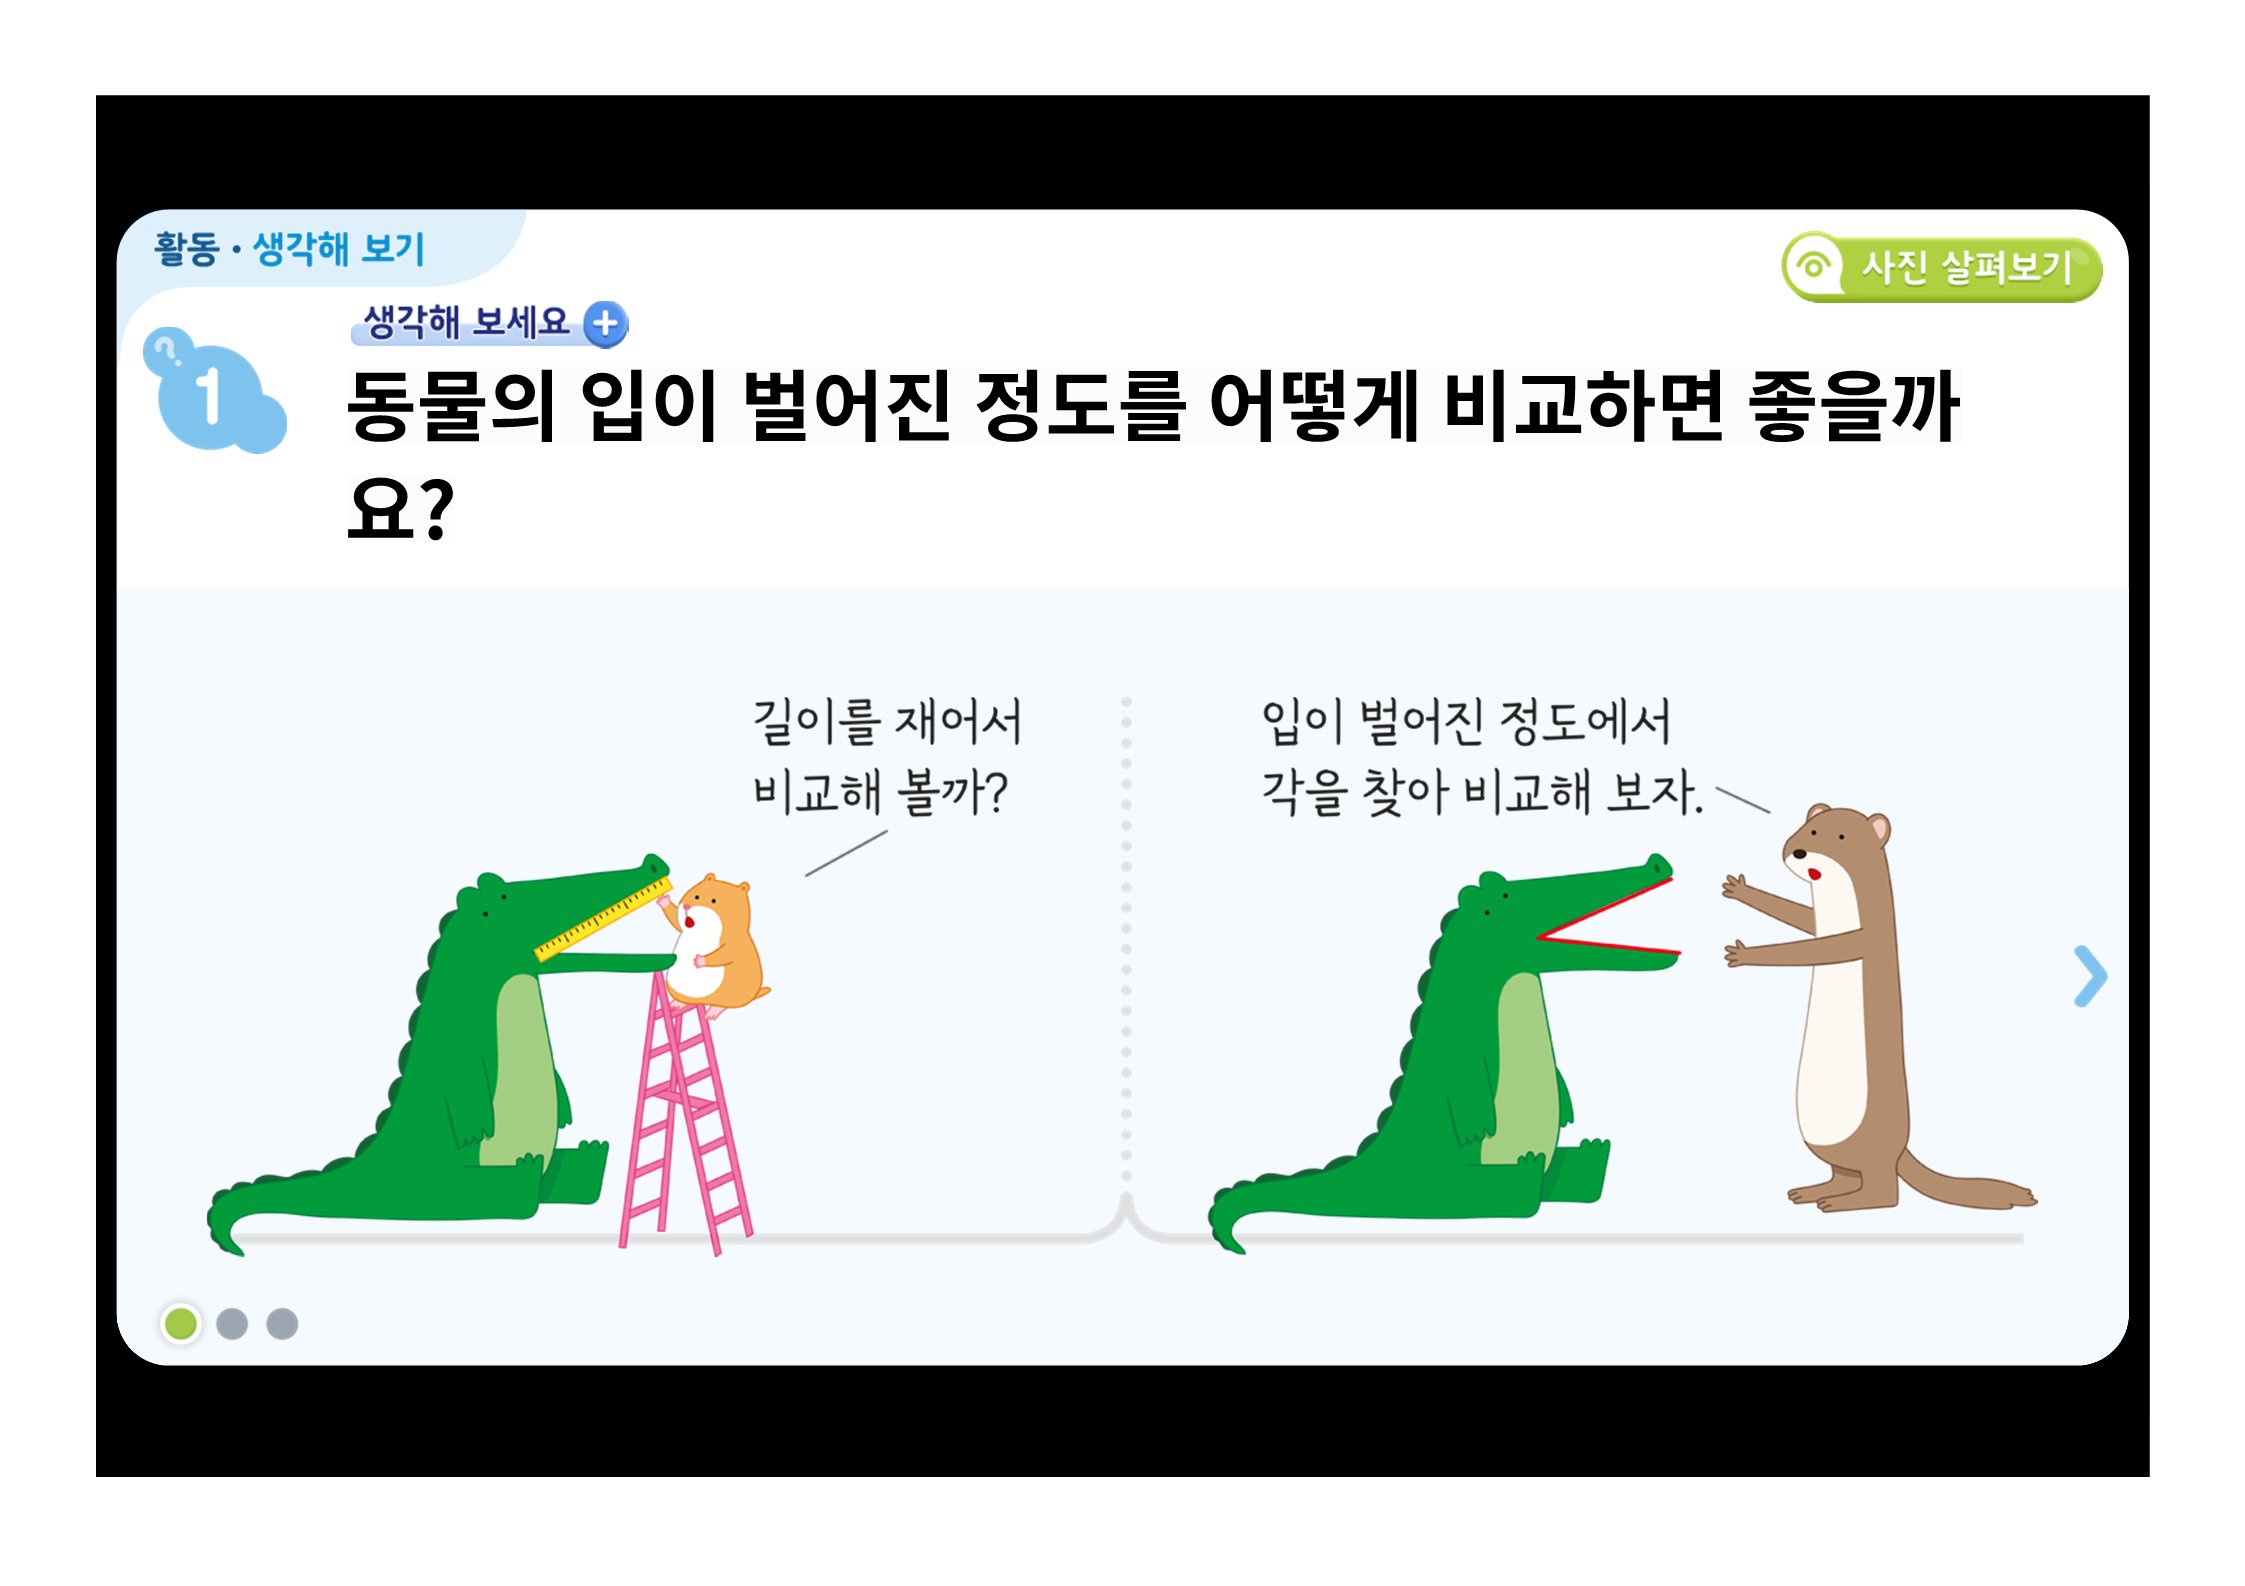 활동 · 생각해 보기
사진 살펴보기
생각해 보세요
1
동물의 입이 벌어진 정도를 어떻게 비교하면 좋을까
요?
길이를 재어서
비교해 볼까?
입이 벌어진 정도에서
각을 찾아 비교해 보자.